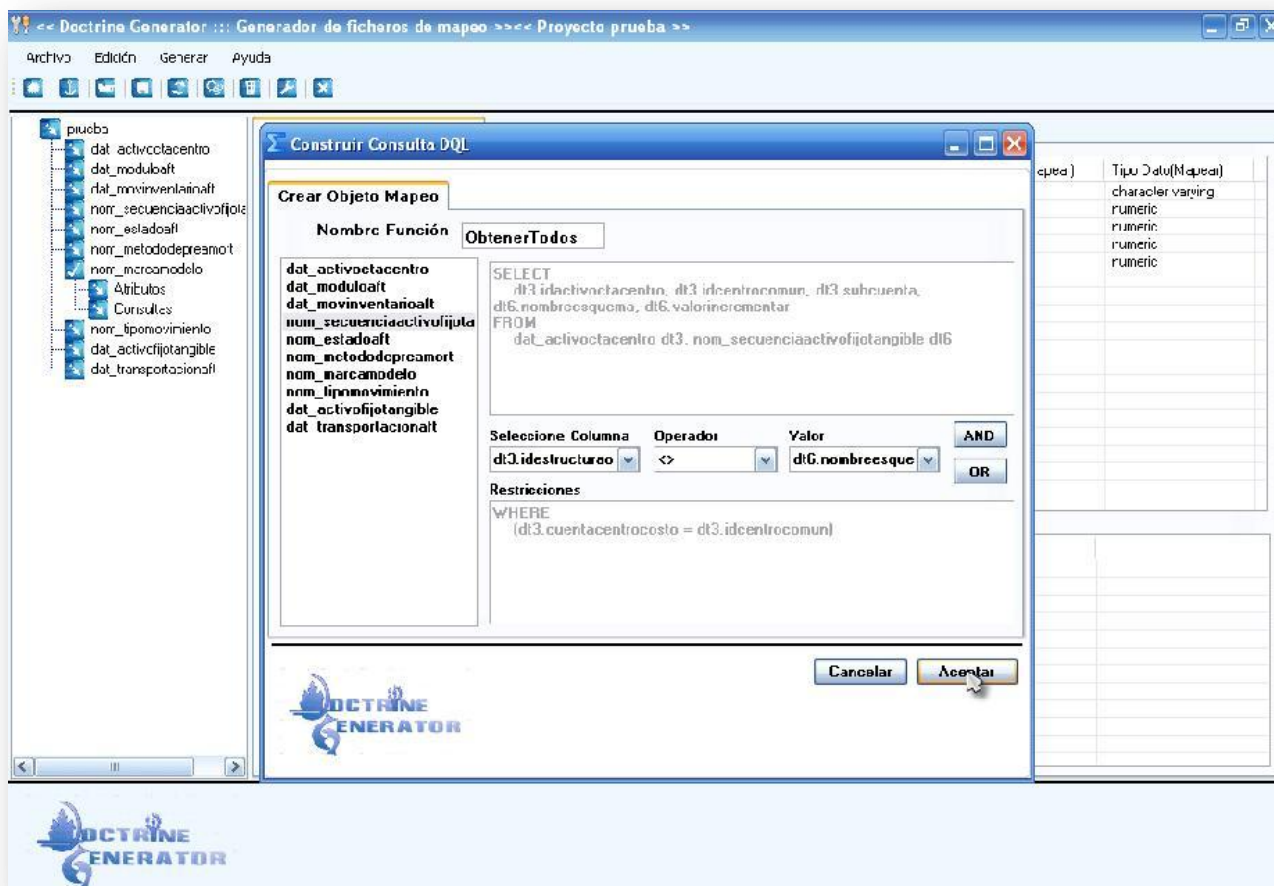 << Doctrine Generator ::: Generador de ficheros de mapeo >><< Proyecto prueba >>
Archivo Edición Generar Ayuda
prueba
dat_activoctacentro
dat_moduloaft
dat_movinventarioaft
nom_secuenciaactivofijota
nom_estadoaft
nom_metododepreamort
nom_marcamodelo
Atributos
Consultas
nom_tipomovimiento
dat_activofijotangible
dat_transportacionaft
Tipo Dato(Mapear)
character varying
numeric
numeric
numeric
numeric
Construir Consulta DQL
Crear Objeto Mapeo
Nombre Función ObtenerTodos
dat_activoctacentro
dat_moduloaft
dat_movinventarioaft
nom_secuenciaactivofijota
nom_estadoaft
nom_metododepreamort
nom_marcamodelo
nom_tipomovimiento
dat_activofijotangible
dat_transportacionaft
SELECT
dt3.idactivoctacentro, dt3.idcentrocomun, dt3.subcuenta,
dt6.nombreesquema, dt6.valorincrementar
FROM
dat_activoctacentro dt3, nom_secuenciaactivofijotangible dt6
Seleccione Columna Operador Valor
dt3.idestructurao <> dt6.nombreesque
AND
OR
Restricciones
WHERE
(dt3.cuentacentrocosto = dt3.idcentrocomun)
Cancelar Aceptar
DOCTRINE
GENERATOR
DOCTRINE
GENERATOR